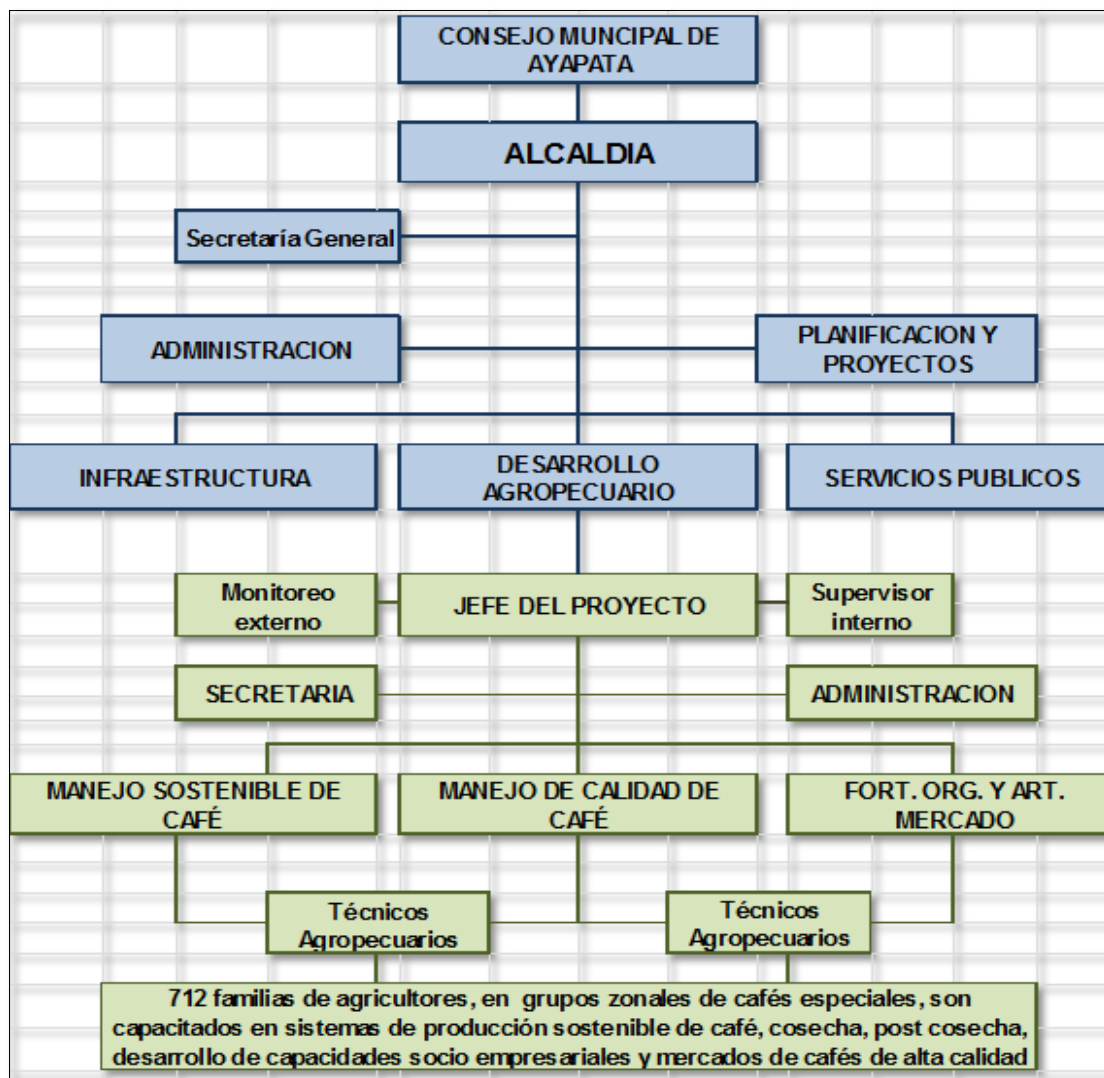 CONSEJO MUNCIPAL DE
AYAPATA
ALCALDIA
Secretaría General
ADMINISTRACION
PLANIFICACION Y
PROYECTOS
INFRAESTRUCTURA
DESARROLLO
AGROPECUARIO
SERVICIOS PUBLICOS
Monitoreo
externo
JEFE DEL PROYECTO
Supervisor
interno
SECRETARIA
ADMINISTRACION
MANEJO SOSTENIBLE DE
CAFÉ
MANEJO DE CALIDAD DE
CAFÉ
FORT. ORG. Y ART.
MERCADO
Técnicos
Agropecuarios
Técnicos
Agropecuarios
712 familias de agricultores, en grupos zonales de cafés especiales, son
capacitados en sistemas de producción sostenible de café, cosecha, post cosecha,
desarrollo de capacidades socio empresariales y mercados de cafés de alta calidad